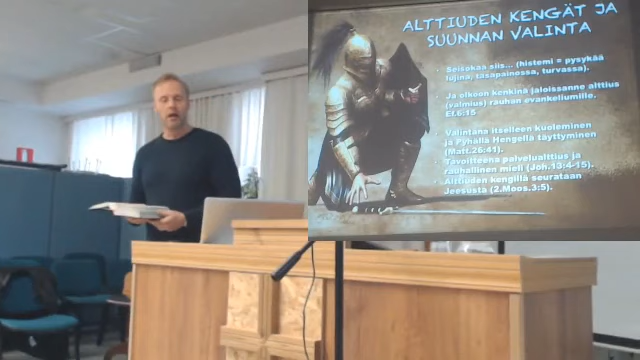 ALTTIUDEN KENGÄT JA
SUUNNAN VALINTA
Seisokaa siis... (histemi = pysykää
lujina, tasapainossa, turvassa).
Ja olkoon kenkinä jaloissanne alttius
(valmius) rauhan evankeliumille.
Ef.6:15
Valintana itselleen kuoleminen
ja Pyhällä Hengellä täyttyminen
(Matt.26:41).
Tavoitteena palvelualttius ja
rauhallinen mieli (Joh.13:4-15).
Alttiuden kengillä seurataan
Jeesusta (2.Moos.3:5).